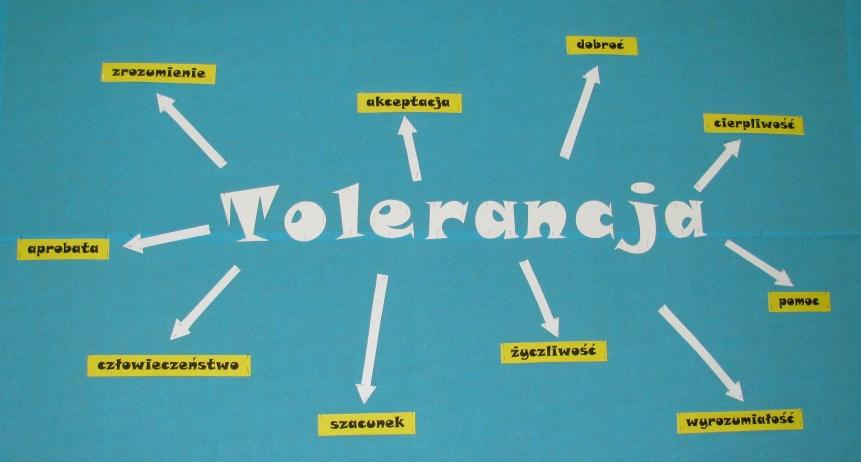 dobroć
zrozumienie
akceptacja
cierpliwość
Tolerancja
aprobata
pomoc
życzliwość
człowieczeństwo
szacunek
wyrozumiałość